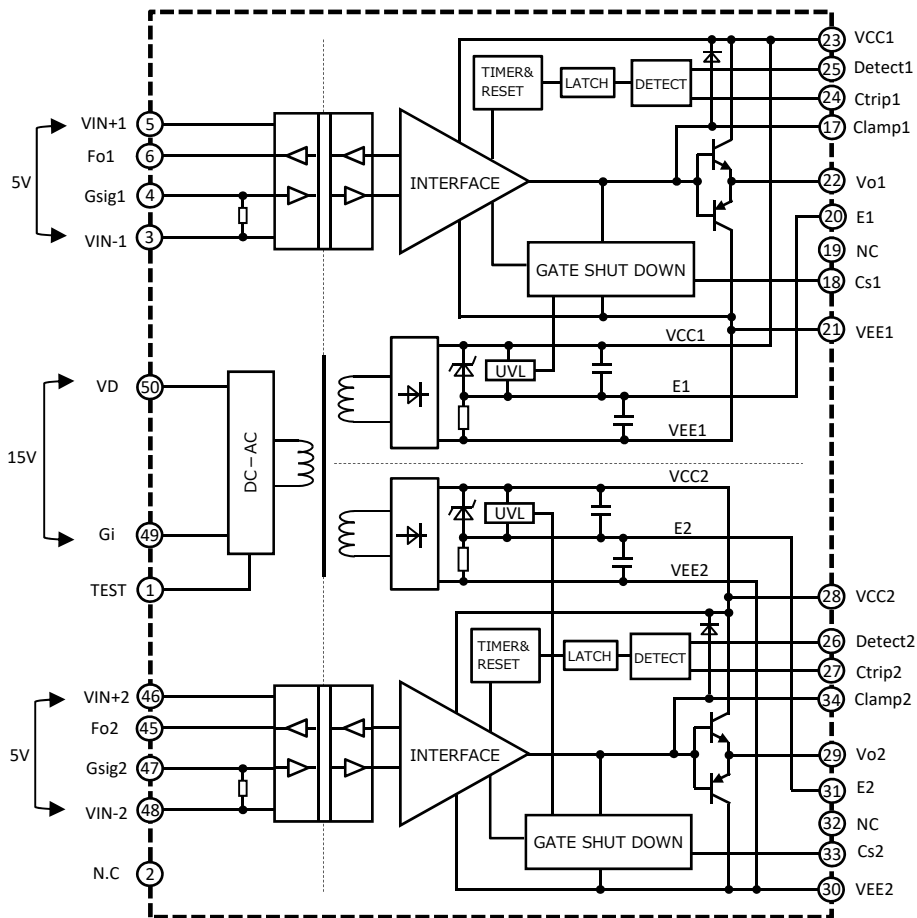 VIN+1
5
Fo1
6
5V
Gsig1
4
VIN-1
3
TIMER&
RESET
LATCH
DETECT
INTERFACE
GATE SHUT DOWN
23
VCC1
25
Detect1
24
Ctrip1
17
Clamp1
22
Vo1
20
E1
19
NC
18
Cs1
21
VEE1
VD
50
15V
Gi
49
TEST
1
DC-AC
VCC1
UVL
E1
VEE1
VCC2
UVL
E2
VEE2
28
VCC2
TIMER&
RESET
LATCH
DETECT
INTERFACE
GATE SHUT DOWN
26
Detect2
27
Ctrip2
34
Clamp2
29
Vo2
31
E2
32
NC
33
Cs2
30
VEE2
VIN+2
46
Fo2
45
5V
Gsig2
47
VIN-2
48
N.C
2